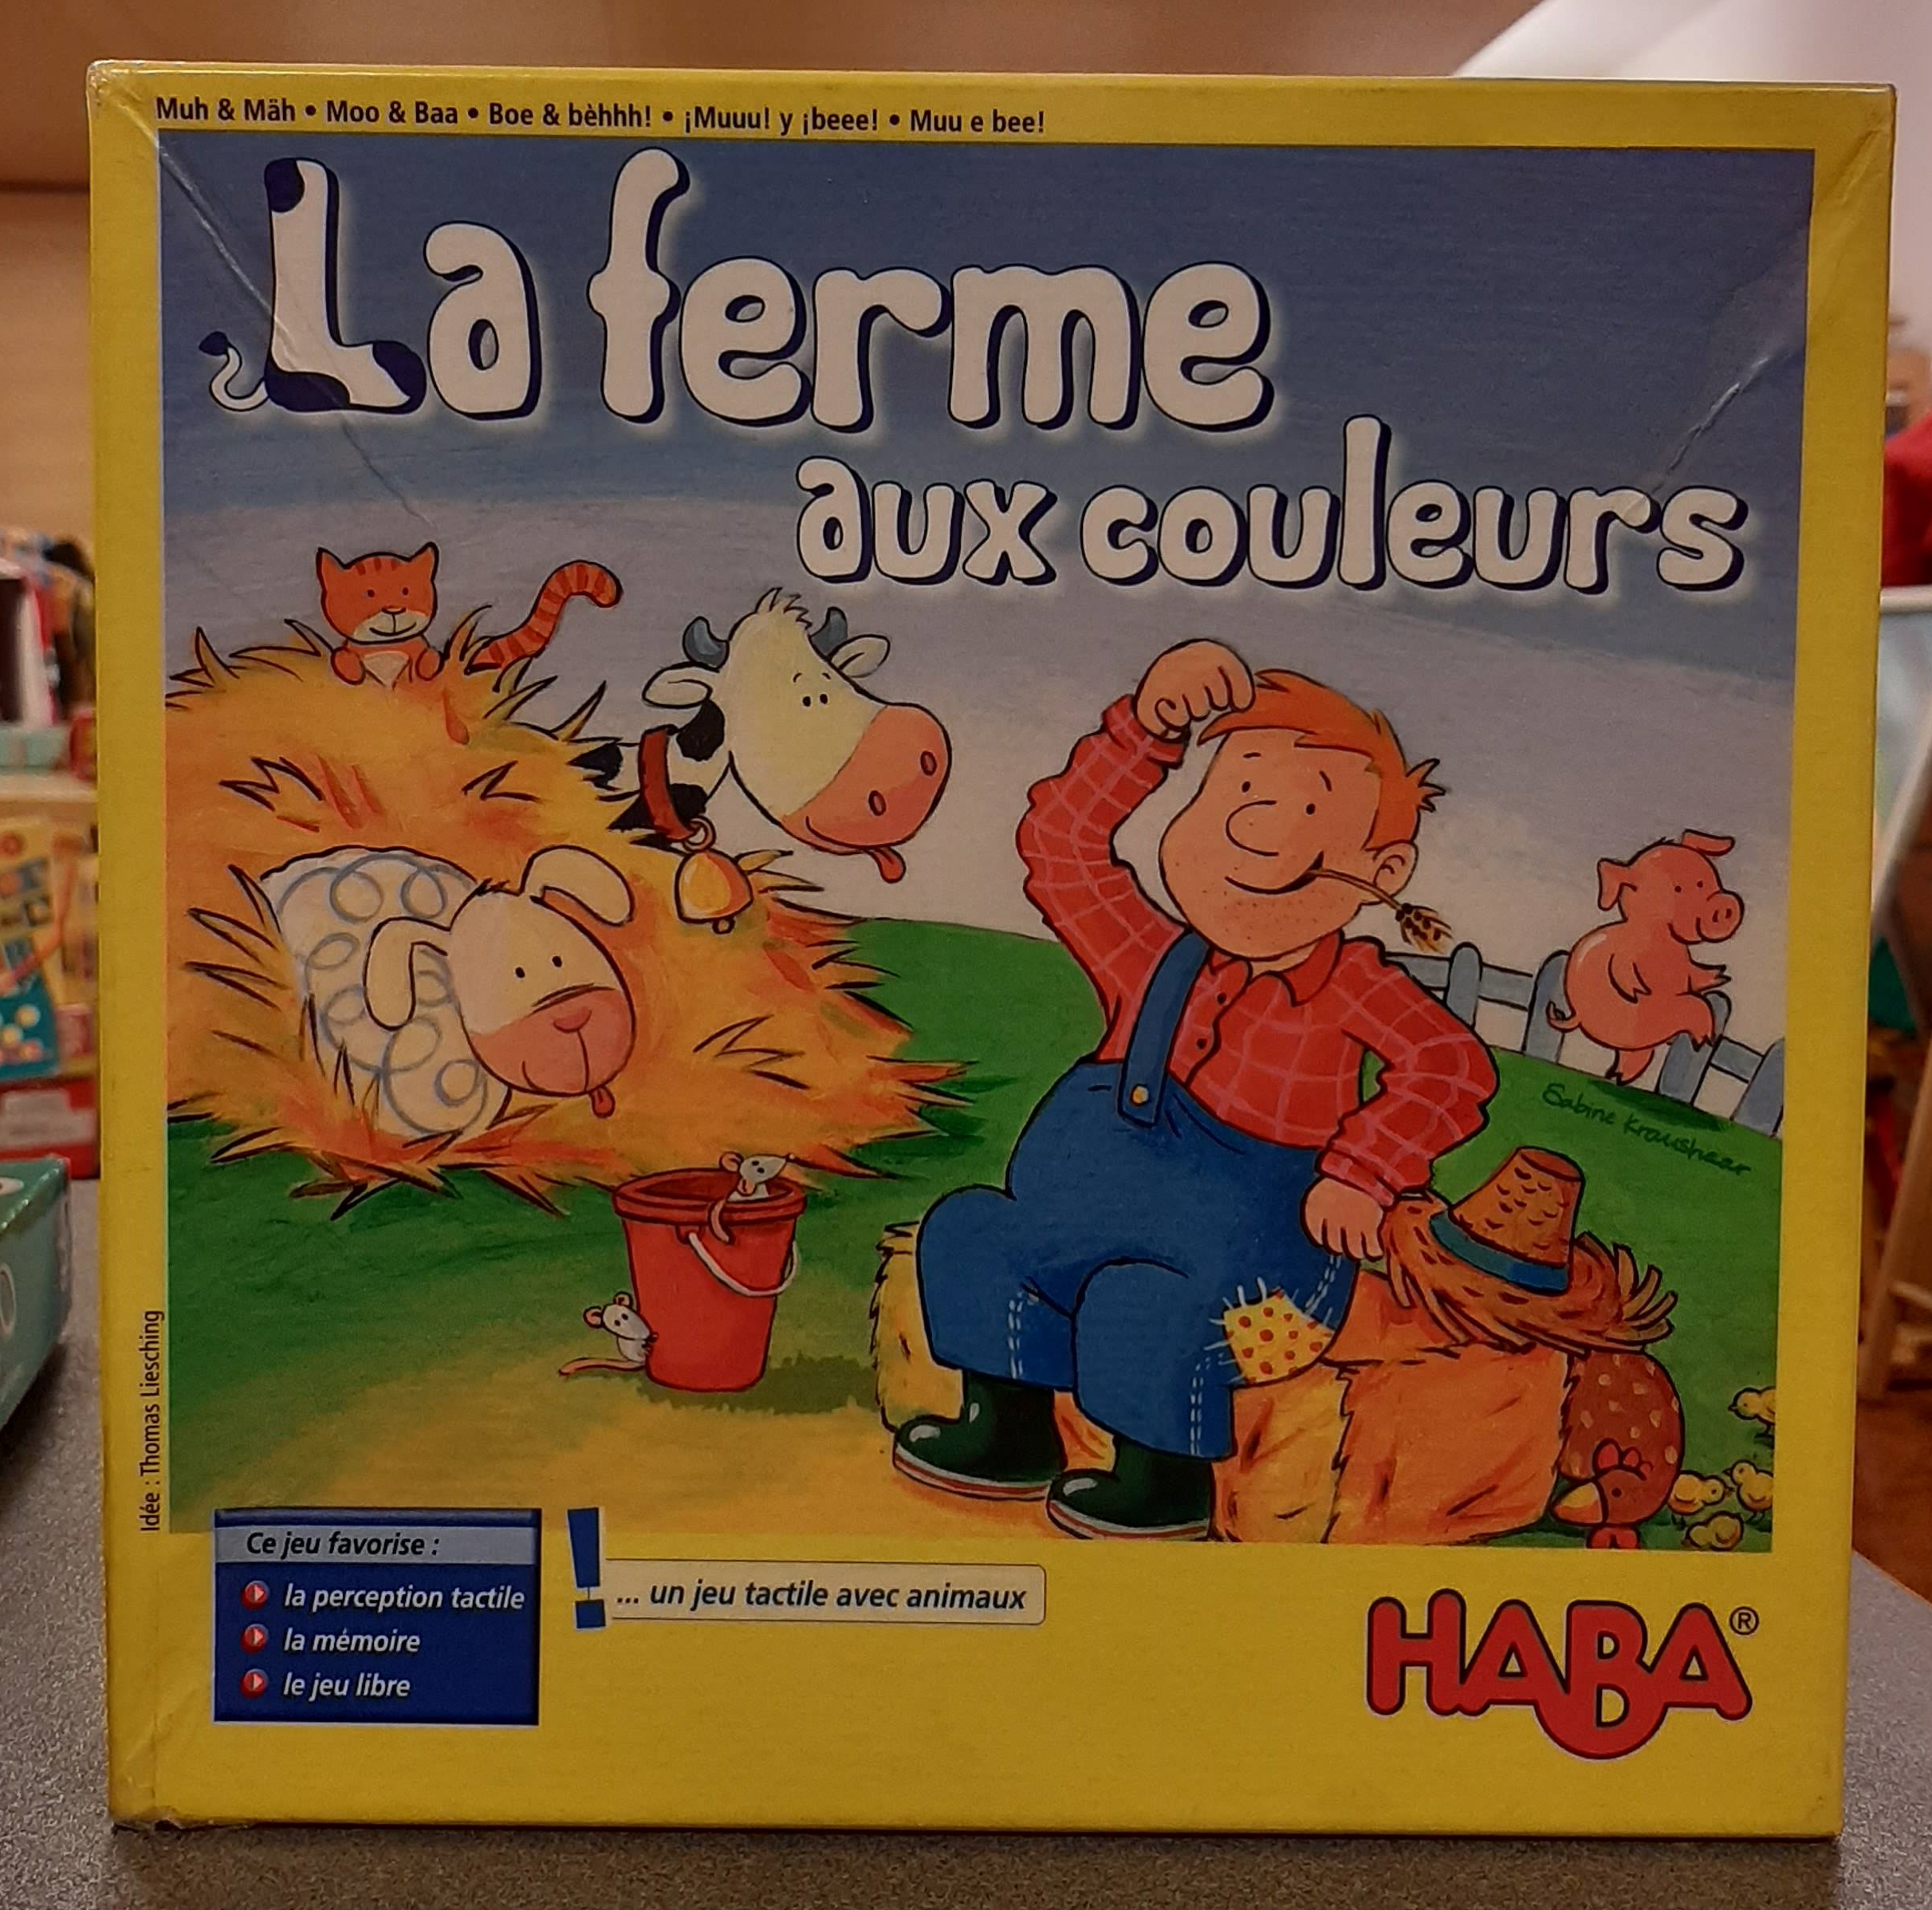 Muh & Mäh • Moo & Baa • Boe & bèhhh! • ¡Muuu! y ¡beee! • Muu e bee!
La ferme
aux couleurs
Sabine Kraushaar
Idée : Thomas Liesching
Ce jeu favorise :
la perception tactile
la mémoire
le jeu libre
! ... un jeu tactile avec animaux
HABA®